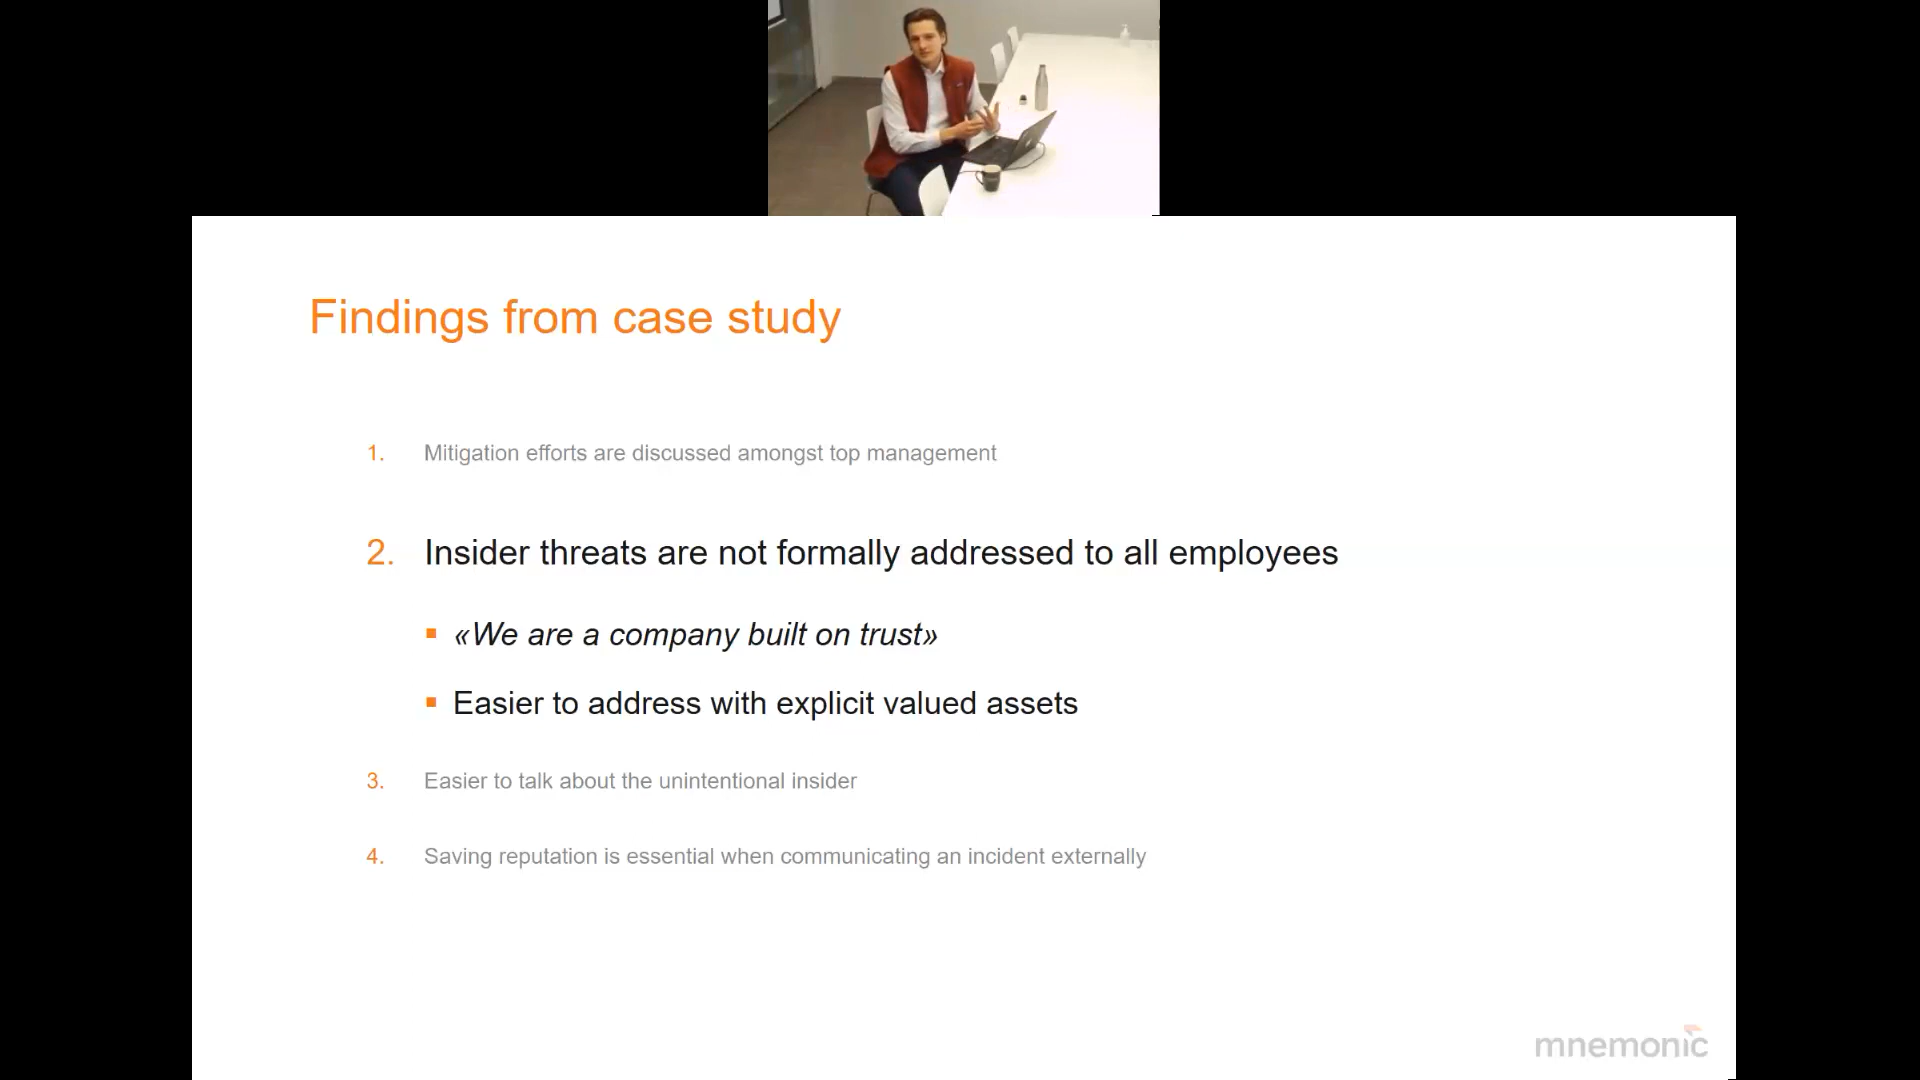 Findings from case study
1. Mitigation efforts are discussed amongst top management
2. Insider threats are not formally addressed to all employees
▪ «We are a company built on trust»
▪ Easier to address with explicit valued assets
3. Easier to talk about the unintentional insider
4. Saving reputation is essential when communicating an incident externally
mnemonic